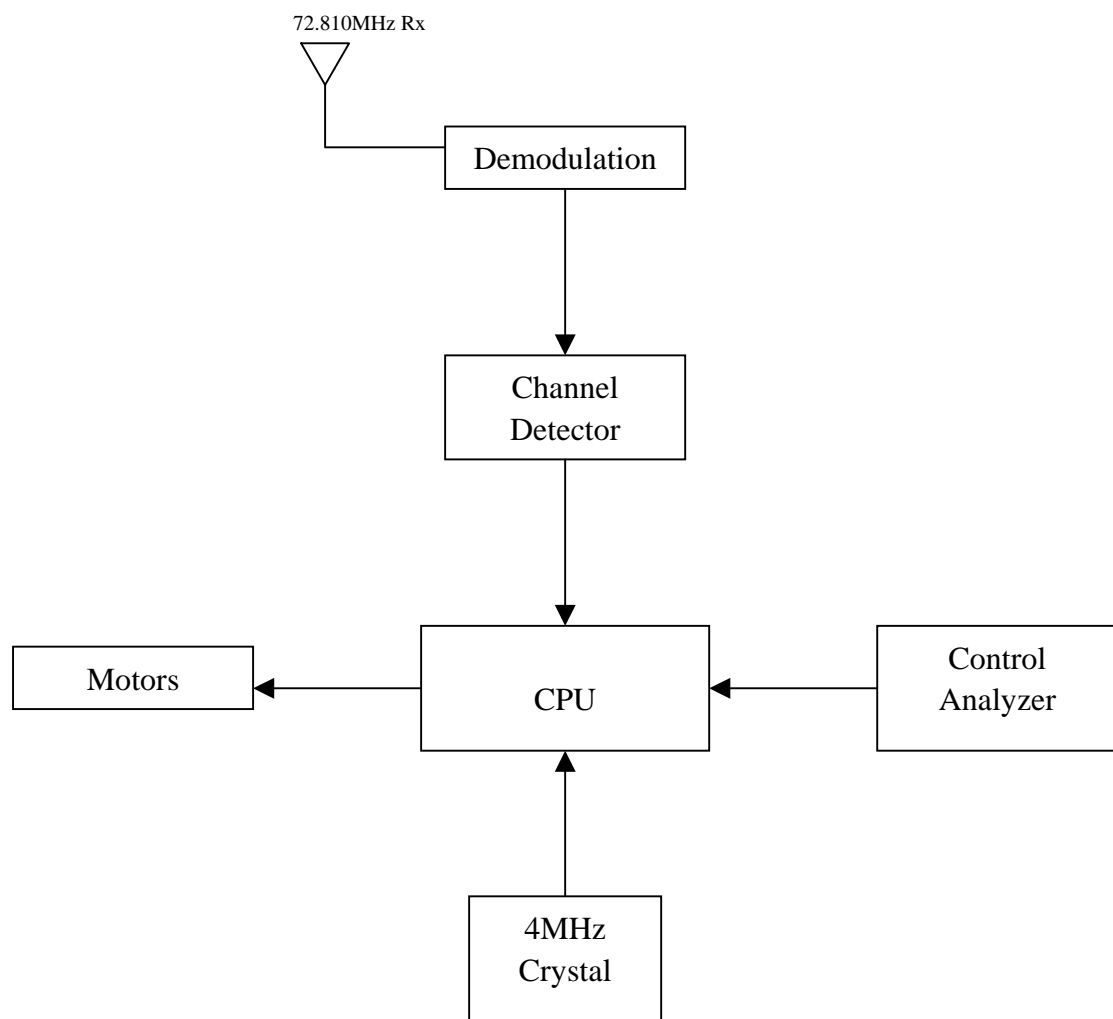 72.810MHz Rx
Demodulation
Channel
Detector
Motors
CPU
Control
Analyzer
4MHz
Crystal